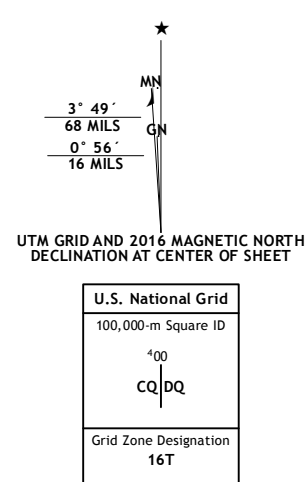 ★
MN
3° 49´
68 MILS
GN
0° 56´
16 MILS
UTM GRID AND 2016 MAGNETIC NORTH
DECLINATION AT CENTER OF SHEET
U.S. National Grid
100,000-m Square ID
⁴00
CQ DQ
Grid Zone Designation
16T